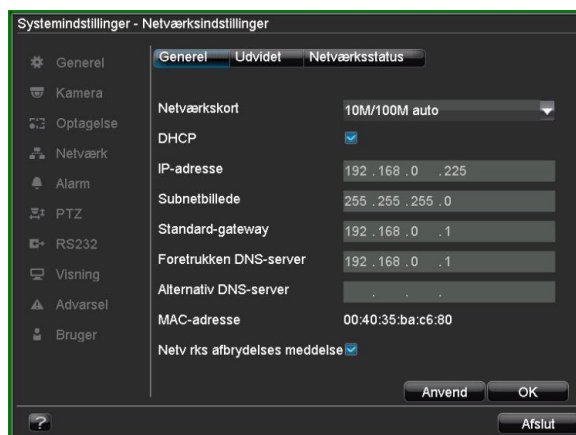 Systemindstillinger - Netværksindstillinger
Generel
Kamera
Optagelse
Netværk
Alarm
PTZ
RS232
Visning
Advarsel
Bruger
Generel Udvidet Netværksstatus
Netværkskort 10M/100M auto
DHCP
IP-adresse 192 .168 .0 .225
Subnetbillede 255 .255 .255 .0
Standard-gateway 192 .168 .0 .1
Foretrukken DNS-server 192 .168 .0 .1
Alternativ DNS-server . . .
MAC-adresse 00:40:35:ba:c6:80
Netv rks afbrydelses meddelse
Anvend OK
? Afslut